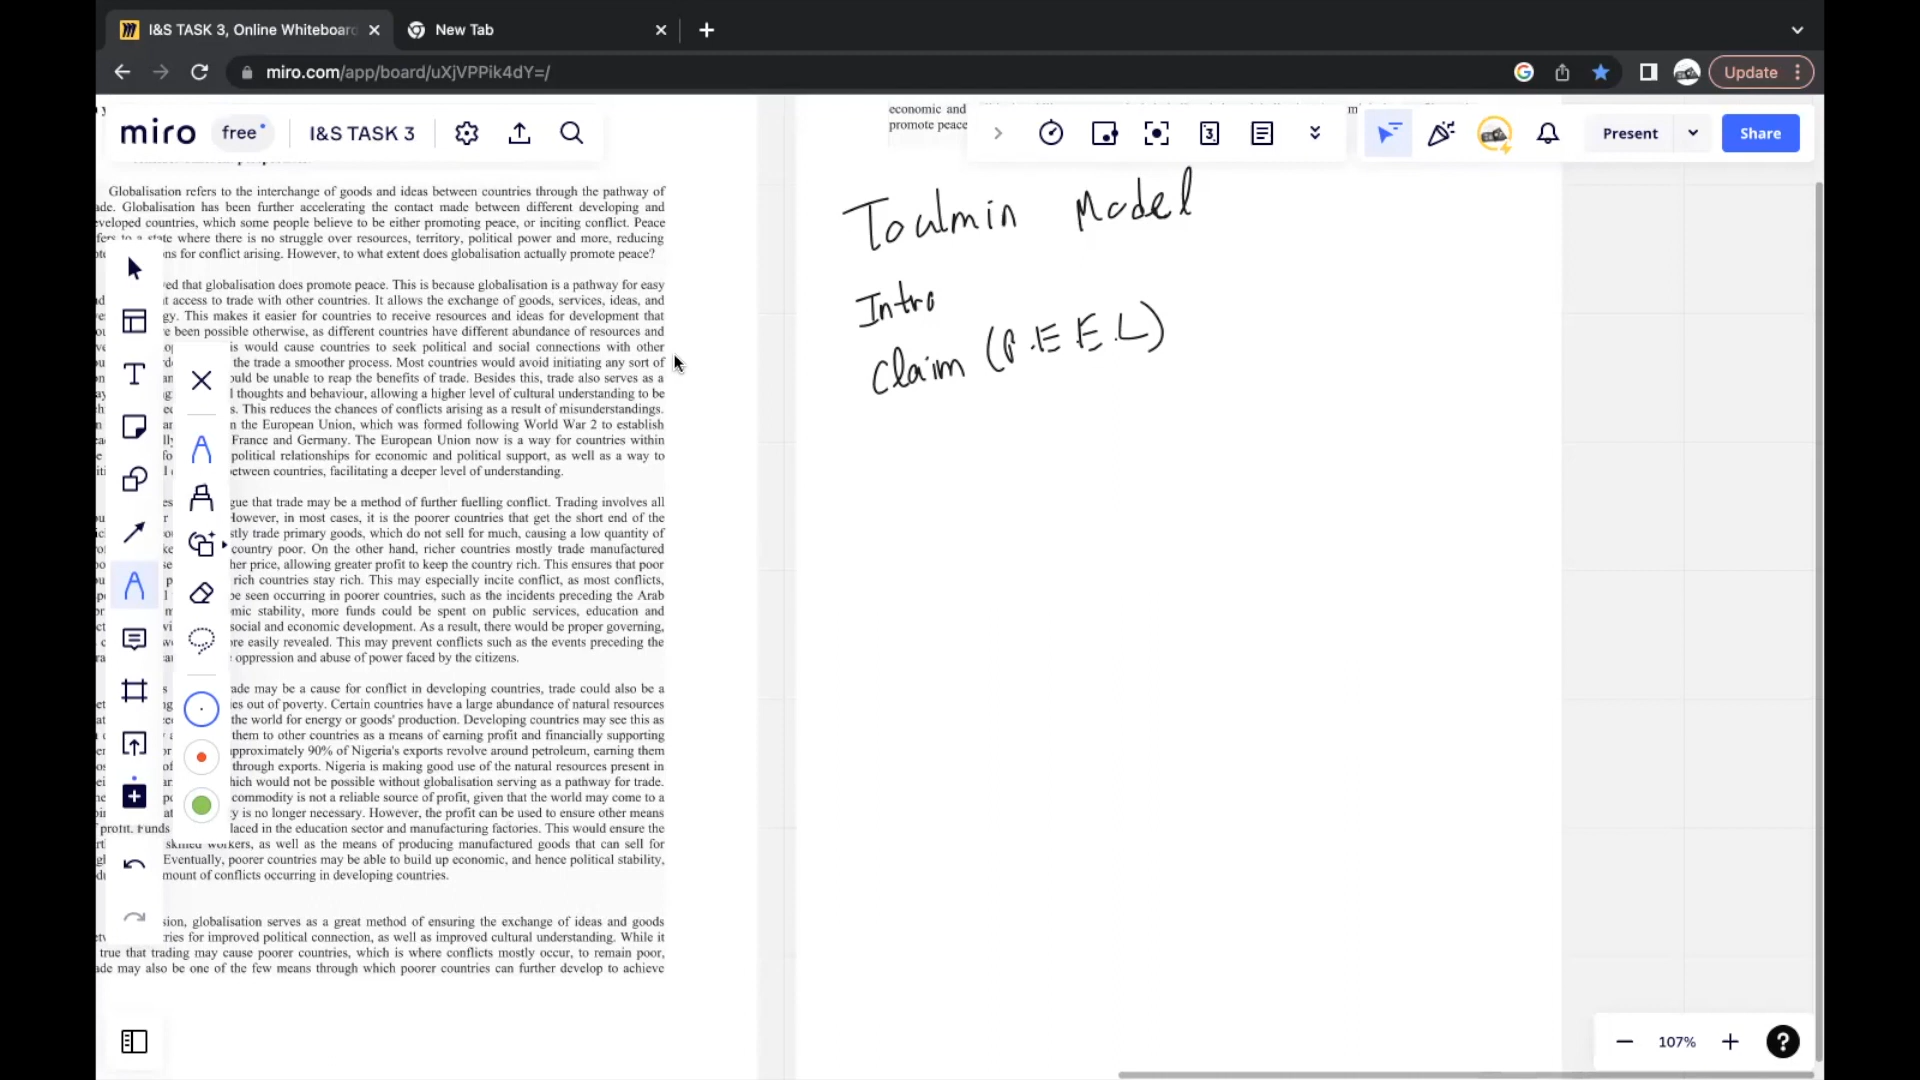 I&S TASK 3, Online Whiteboard
New Tab
miro.com/app/board/uXjVPPik4dY=/
Update
economic and
promote peace
miro
free
I&S TASK 3
3
Present
Share
Globalisation refers to the interchange of goods and ideas between countries through the pathway of
Globalisation has been further accelerating the contact made between different developing and
countries, which some people believe to be either promoting peace, or inciting conflict. Peace
to a state where there is no struggle over resources, territory, political power and more, reducing
ons for conflict arising. However, to what extent does globalisation actually promote peace?
ed that globalisation does promote peace. This is because globalisation is a pathway for easy
t access to trade with other countries. It allows the exchange of goods, services, ideas, and
gy. This makes it easier for countries to receive resources and ideas for development that
e been possible otherwise, as different countries have different abundance of resources and
is would cause countries to seek political and social connections with other
the trade a smoother process. Most countries would avoid initiating any sort of
ould be unable to reap the benefits of trade. Besides this, trade also serves as a
l thoughts and behaviour, allowing a higher level of cultural understanding to be
s. This reduces the chances of conflicts arising as a result of misunderstandings.
n the European Union, which was formed following World War 2 to establish
France and Germany. The European Union now is a way for countries within
political relationships for economic and political support, as well as a way to
etween countries, facilitating a deeper level of understanding.
gue that trade may be a method of further fuelling conflict. Trading involves all
However, in most cases, it is the poorer countries that get the short end of the
stly trade primary goods, which do not sell for much, causing a low quantity of
country poor. On the other hand, richer countries mostly trade manufactured
her price, allowing greater profit to keep the country rich. This ensures that poor
rich countries stay rich. This may especially incite conflict, as most conflicts,
be seen occurring in poorer countries, such as the incidents preceding the Arab
mic stability, more funds could be spent on public services, education and
social and economic development. As a result, there would be proper governing,
ore easily revealed. This may prevent conflicts such as the events preceding the
oppression and abuse of power faced by the citizens.
ade may be a cause for conflict in developing countries, trade could also be a
es out of poverty. Certain countries have a large abundance of natural resources
the world for energy or goods' production. Developing countries may see this as
them to other countries as a means of earning profit and financially supporting
approximately 90% of Nigeria's exports revolve around petroleum, earning them
through exports. Nigeria is making good use of the natural resources present in
hich would not be possible without globalisation serving as a pathway for trade.
commodity is not a reliable source of profit, given that the world may come to a
y is no longer necessary. However, the profit can be used to ensure other means
profit. Funds laced in the education sector and manufacturing factories. This would ensure the
skilled workers, as well as the means of producing manufactured goods that can sell for
Eventually, poorer countries may be able to build up economic, and hence political stability,
mount of conflicts occurring in developing countries.
sion, globalisation serves as a great method of ensuring the exchange of ideas and goods
ries for improved political connection, as well as improved cultural understanding. While it
true that trading may cause poorer countries, which is where conflicts mostly occur, to remain poor,
ade may also be one of the few means through which poorer countries can further develop to achieve
Toulmin Model
Intro
Claim (P.E.E.L)
107%